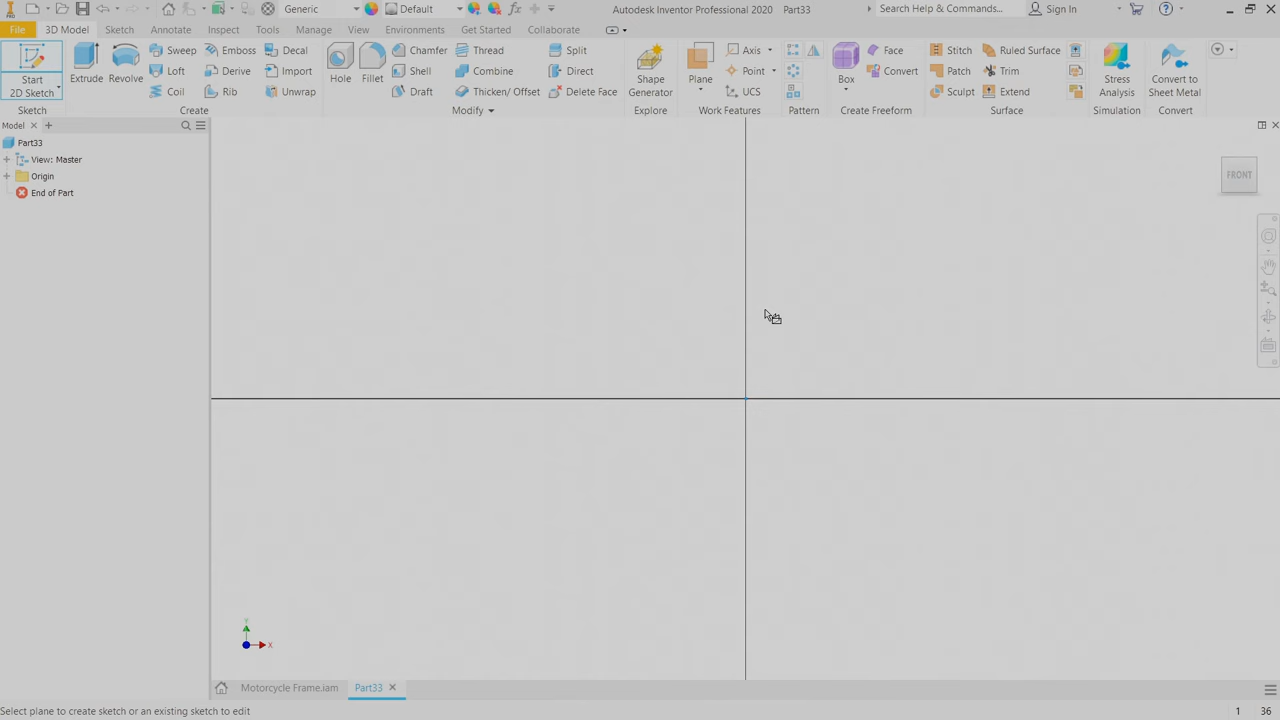 Generic
Default
Autodesk Inventor Professional 2020 Part33
Search Help & Commands...
Sign In
File
3D Model
Sketch
Annotate
Inspect
Tools
Manage
View
Environments
Get Started
Collaborate
Start
2D Sketch
Sketch
Extrude
Revolve
Sweep
Loft
Coil
Emboss
Derive
Rib
Decal
Import
Unwrap
Create
Hole
Fillet
Chamfer
Shell
Draft
Thread
Combine
Thicken/ Offset
Split
Direct
Delete Face
Modify
Shape
Generator
Explore
Plane
Axis
Point
UCS
Work Features
Pattern
Box
Face
Convert
Create Freeform
Stitch
Patch
Sculpt
Ruled Surface
Trim
Extend
Surface
Stress
Analysis
Simulation
Convert to
Sheet Metal
Convert
Model
Part33
View: Master
Origin
End of Part
FRONT
Y
X
Motorcycle Frame.iam
Part33
Select plane to create sketch or an existing sketch to edit
1 36